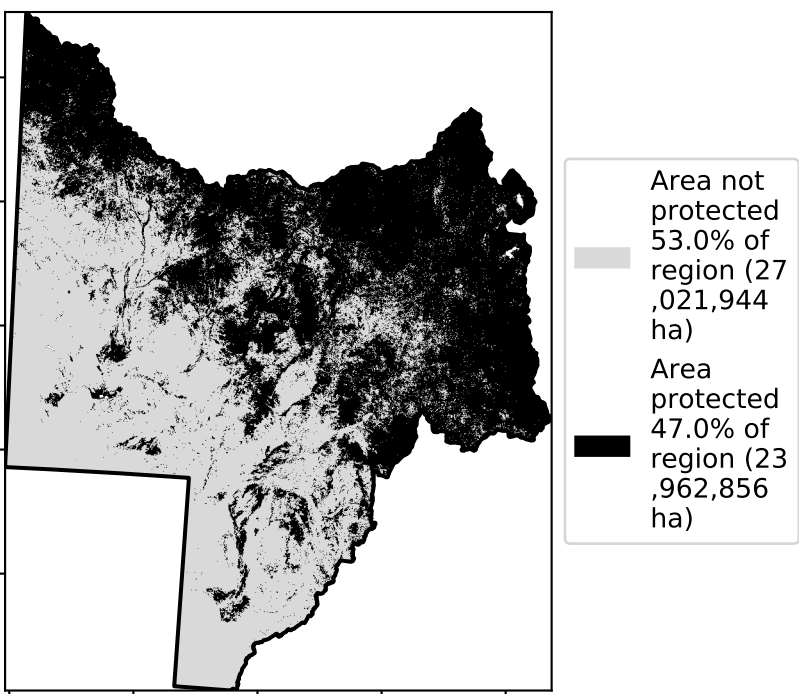 Area not
protected
53.0% of
region (27
,021,944
ha)
Area
protected
47.0% of
region (23
,962,856
ha)